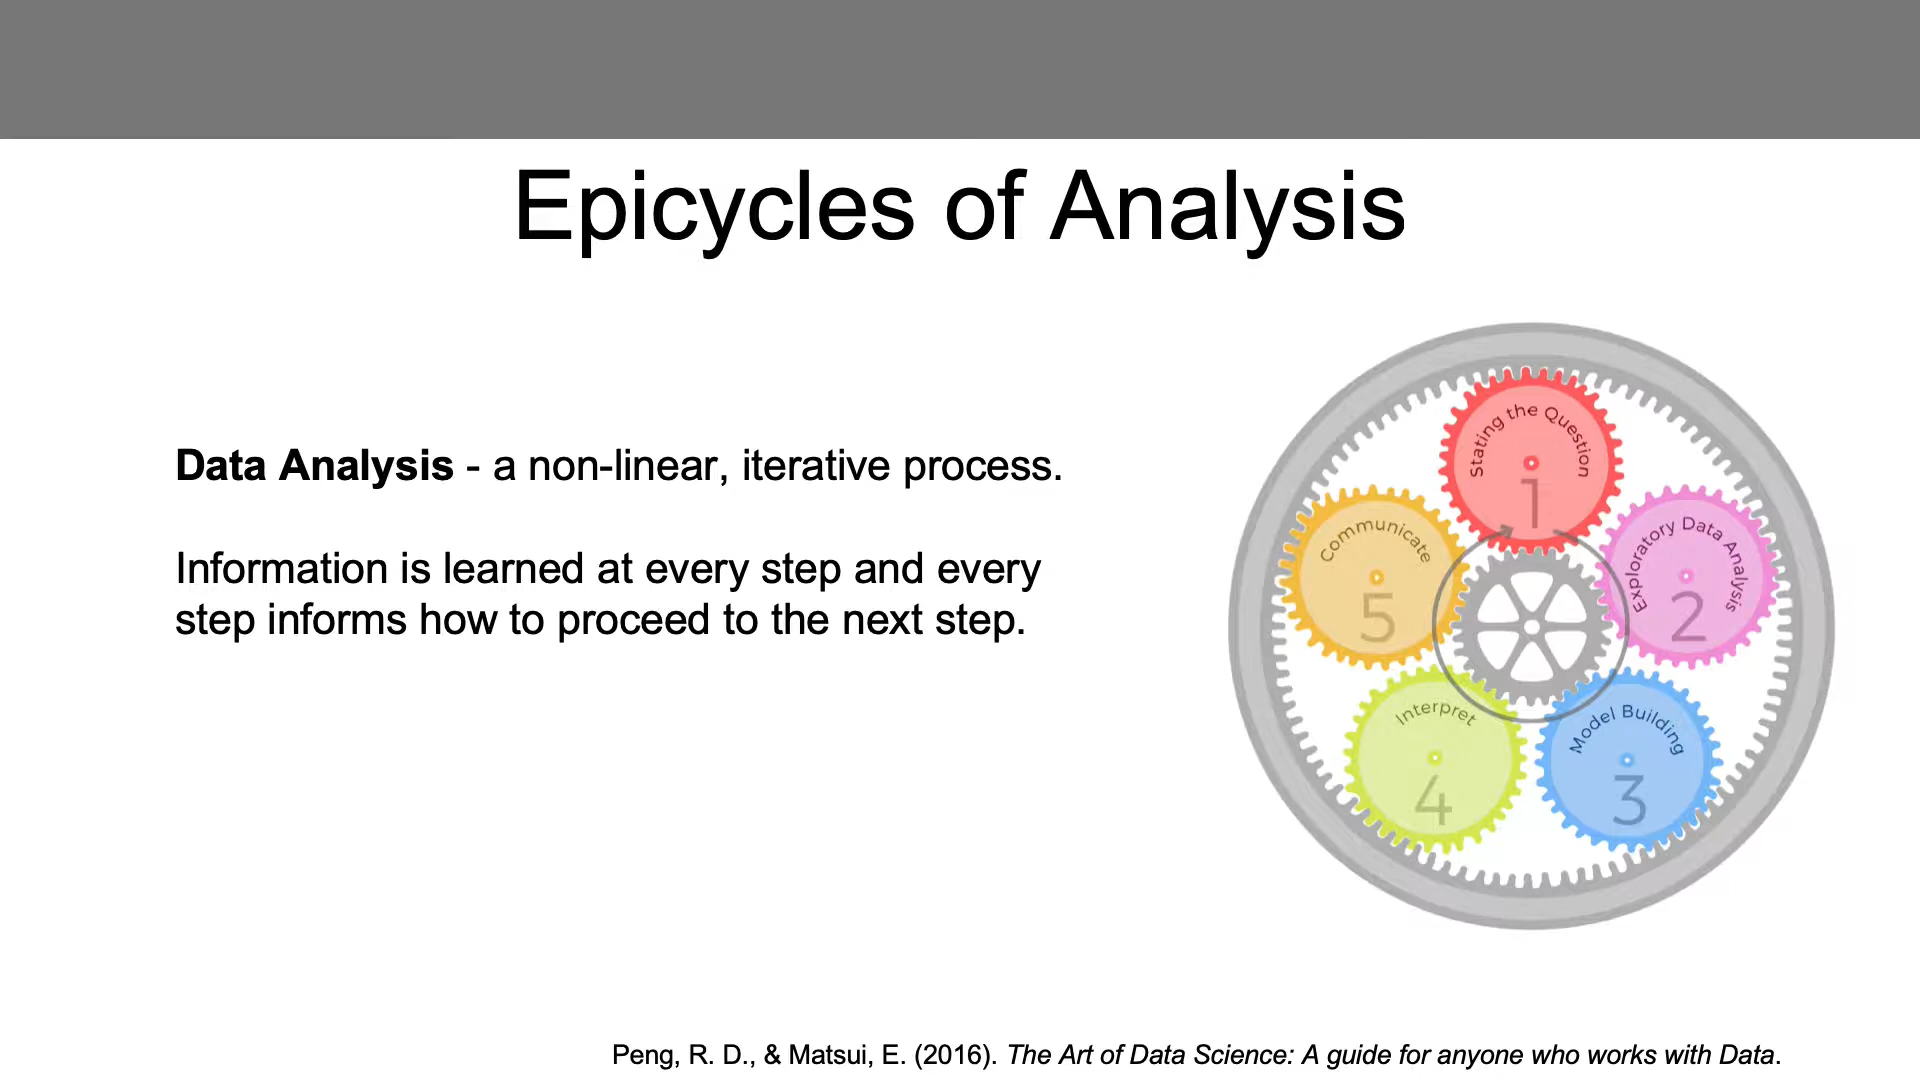 Epicycles of Analysis
Data Analysis - a non-linear, iterative process.
Information is learned at every step and every
step informs how to proceed to the next step.
Stating the Question
1
Exploratory Data Analysis
2
Model Building
3
Interpret
4
Communicate
5
Peng, R. D., & Matsui, E. (2016). The Art of Data Science: A guide for anyone who works with Data.